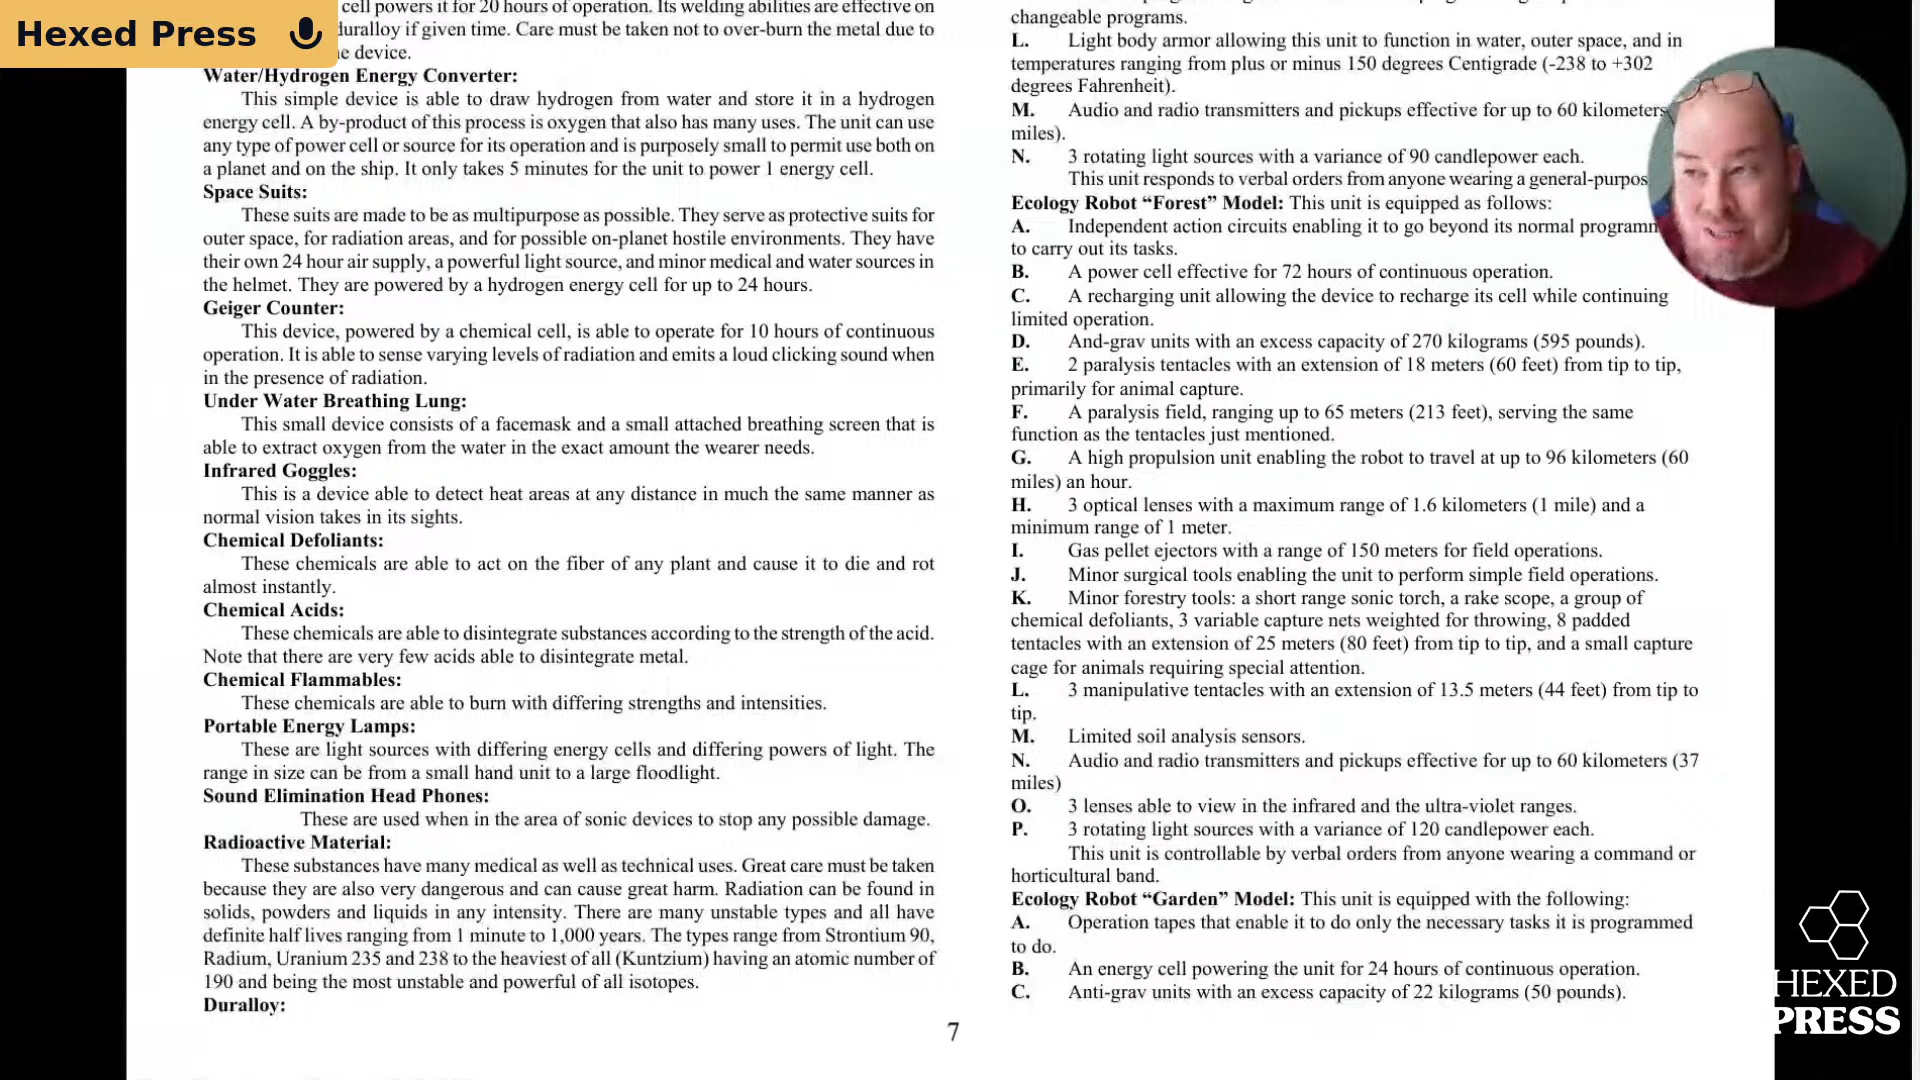 Hexed Press
cell powers it for 20 hours of operation. Its welding abilities are effective on
duralloy if given time. Care must be taken not to over-burn the metal due to
device.
Water/Hydrogen Energy Converter:
This simple device is able to draw hydrogen from water and store it in a hydrogen
energy cell. A by-product of this process is oxygen that also has many uses. The unit can use
any type of power cell or source for its operation and is purposely small to permit use both on
a planet and on the ship. It only takes 5 minutes for the unit to power 1 energy cell.
Space Suits:
These suits are made to be as multipurpose as possible. They serve as protective suits for
outer space, for radiation areas, and for possible on-planet hostile environments. They have
their own 24 hour air supply, a powerful light source, and minor medical and water sources in
the helmet. They are powered by a hydrogen energy cell for up to 24 hours.
Geiger Counter:
This device, powered by a chemical cell, is able to operate for 10 hours of continuous
operation. It is able to sense varying levels of radiation and emits a loud clicking sound when
in the presence of radiation.
Under Water Breathing Lung:
This small device consists of a facemask and a small attached breathing screen that is
able to extract oxygen from the water in the exact amount the wearer needs.
Infrared Goggles:
This is a device able to detect heat areas at any distance in much the same manner as
normal vision takes in its sights.
Chemical Defoliants:
These chemicals are able to act on the fiber of any plant and cause it to die and rot
almost instantly.
Chemical Acids:
These chemicals are able to disintegrate substances according to the strength of the acid.
Note that there are very few acids able to disintegrate metal.
Chemical Flammables:
These chemicals are able to burn with differing strengths and intensities.
Portable Energy Lamps:
These are light sources with differing energy cells and differing powers of light. The
range in size can be from a small hand unit to a large floodlight.
Sound Elimination Head Phones:
These are used when in the area of sonic devices to stop any possible damage.
Radioactive Material:
These substances have many medical as well as technical uses. Great care must be taken
because they are also very dangerous and can cause great harm. Radiation can be found in
solids, powders and liquids in any intensity. There are many unstable types and all have
definite half lives ranging from 1 minute to 1,000 years. The types range from Strontium 90,
Radium, Uranium 235 and 238 to the heaviest of all (Kuntzium) having an atomic number of
190 and being the most unstable and powerful of all isotopes.
Duralloy:
changeable programs.
L. Light body armor allowing this unit to function in water, outer space, and in
temperatures ranging from plus or minus 150 degrees Centigrade (-238 to +302
degrees Fahrenheit).
M. Audio and radio transmitters and pickups effective for up to 60 kilometers
miles).
N. 3 rotating light sources with a variance of 90 candlepower each.
This unit responds to verbal orders from anyone wearing a general-purpos
Ecology Robot “Forest” Model: This unit is equipped as follows:
A. Independent action circuits enabling it to go beyond its normal programm
to carry out its tasks.
B. A power cell effective for 72 hours of continuous operation.
C. A recharging unit allowing the device to recharge its cell while continuing
limited operation.
D. And-grav units with an excess capacity of 270 kilograms (595 pounds).
E. 2 paralysis tentacles with an extension of 18 meters (60 feet) from tip to tip,
primarily for animal capture.
F. A paralysis field, ranging up to 65 meters (213 feet), serving the same
function as the tentacles just mentioned.
G. A high propulsion unit enabling the robot to travel at up to 96 kilometers (60
miles) an hour.
H. 3 optical lenses with a maximum range of 1.6 kilometers (1 mile) and a
minimum range of 1 meter.
I. Gas pellet ejectors with a range of 150 meters for field operations.
J. Minor surgical tools enabling the unit to perform simple field operations.
K. Minor forestry tools: a short range sonic torch, a rake scope, a group of
chemical defoliants, 3 variable capture nets weighted for throwing, 8 padded
tentacles with an extension of 25 meters (80 feet) from tip to tip, and a small capture
cage for animals requiring special attention.
L. 3 manipulative tentacles with an extension of 13.5 meters (44 feet) from tip to
tip.
M. Limited soil analysis sensors.
N. Audio and radio transmitters and pickups effective for up to 60 kilometers (37
miles)
O. 3 lenses able to view in the infrared and the ultra-violet ranges.
P. 3 rotating light sources with a variance of 120 candlepower each.
This unit is controllable by verbal orders from anyone wearing a command or
horticultural band.
Ecology Robot “Garden” Model: This unit is equipped with the following:
A. Operation tapes that enable it to do only the necessary tasks it is programmed
to do.
B. An energy cell powering the unit for 24 hours of continuous operation.
C. Anti-grav units with an excess capacity of 22 kilograms (50 pounds).
7
HEXED
PRESS